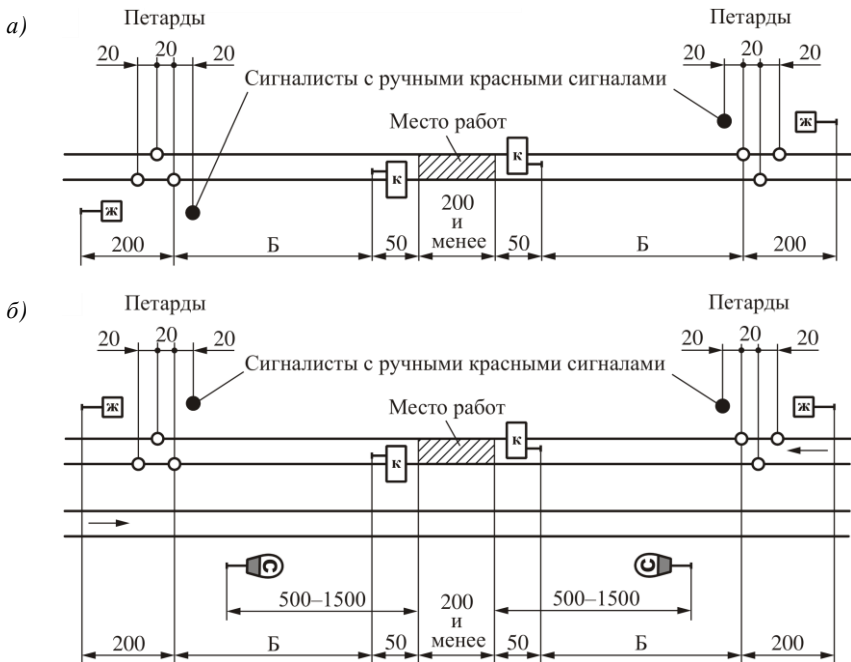 а)
Петарды
Петарды
20 20 20
20 20 20
Сигналисты с ручными красными сигналами
Место работ
ж
к
к
ж
200 Б 50 200 и менее 50 Б 200
б)
Петарды
Петарды
20 20 20
20 20 20
Сигналисты с ручными красными сигналами
Место работ
ж
к
к
ж
С
С
500–1500 200 и менее 500–1500
200 Б 50 50 Б 200